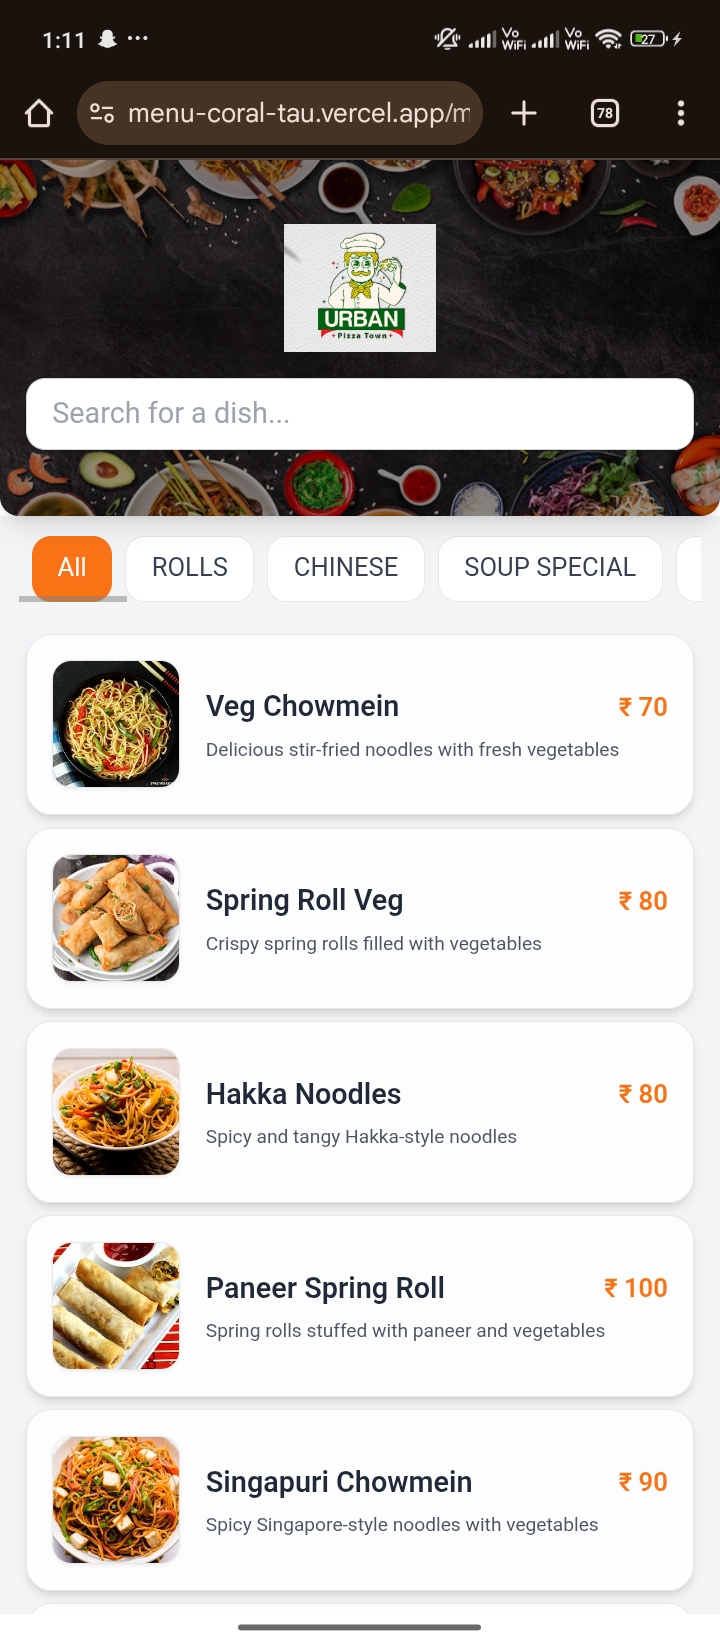 1:11
Vo WiFi
Vo WiFi
27
menu-coral-tau.vercel.app/m
78
URBAN
Pizza Town
Search for a dish...
All
ROLLS
CHINESE
SOUP SPECIAL
Veg Chowmein
₹ 70
Delicious stir-fried noodles with fresh vegetables
Spring Roll Veg
₹ 80
Crispy spring rolls filled with vegetables
Hakka Noodles
₹ 80
Spicy and tangy Hakka-style noodles
Paneer Spring Roll
₹ 100
Spring rolls stuffed with paneer and vegetables
Singapuri Chowmein
₹ 90
Spicy Singapore-style noodles with vegetables